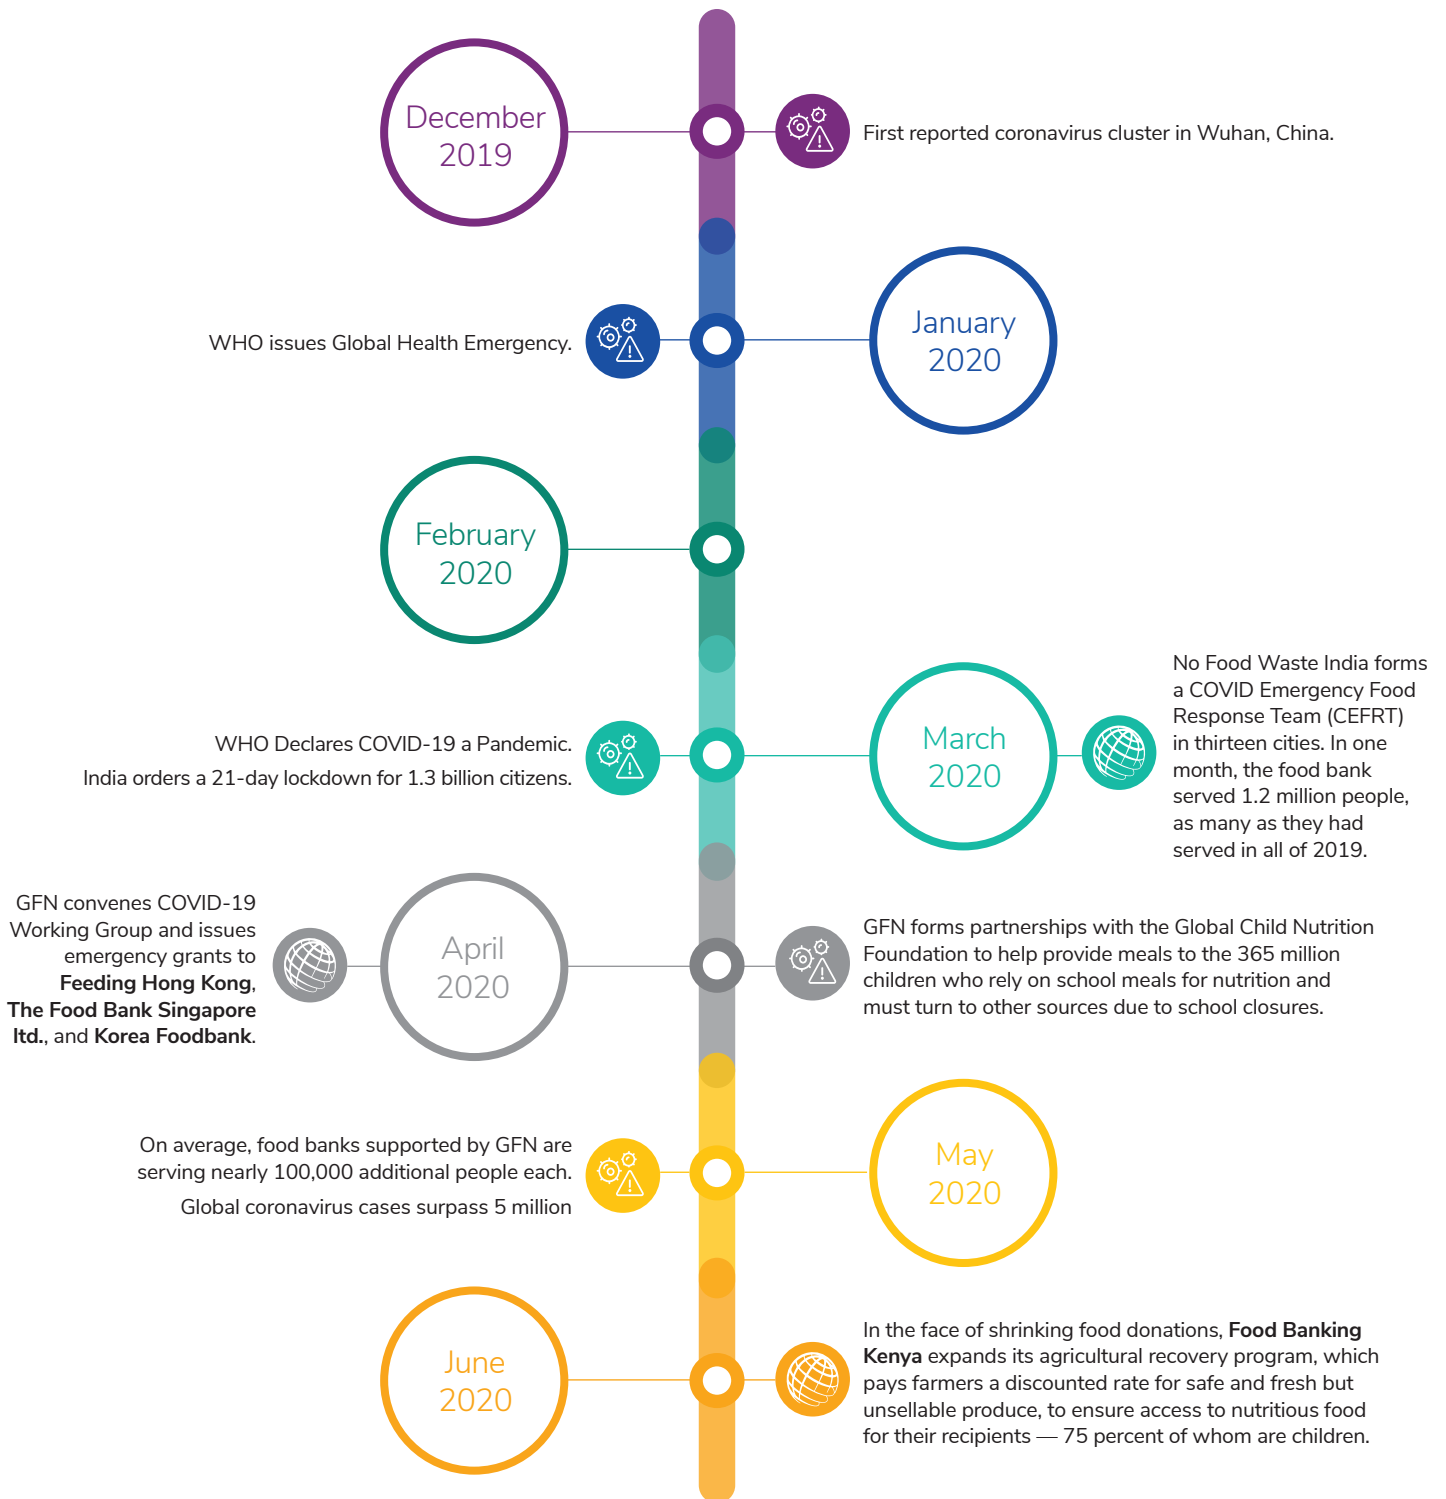 December
2019
First reported coronavirus cluster in Wuhan, China.
WHO issues Global Health Emergency.
January
2020
February
2020
WHO Declares COVID-19 a Pandemic.
India orders a 21-day lockdown for 1.3 billion citizens.
March
2020
No Food Waste India forms
a COVID Emergency Food
Response Team (CEFRT)
in thirteen cities. In one
month, the food bank
served 1.2 million people,
as many as they had
served in all of 2019.
GFN convenes COVID-19
Working Group and issues
emergency grants to
Feeding Hong Kong,
The Food Bank Singapore
ltd., and Korea Foodbank.
April
2020
GFN forms partnerships with the Global Child Nutrition
Foundation to help provide meals to the 365 million
children who rely on school meals for nutrition and
must turn to other sources due to school closures.
On average, food banks supported by GFN are
serving nearly 100,000 additional people each.
Global coronavirus cases surpass 5 million
May
2020
June
2020
In the face of shrinking food donations, Food Banking
Kenya expands its agricultural recovery program, which
pays farmers a discounted rate for safe and fresh but
unsellable produce, to ensure access to nutritious food
for their recipients — 75 percent of whom are children.